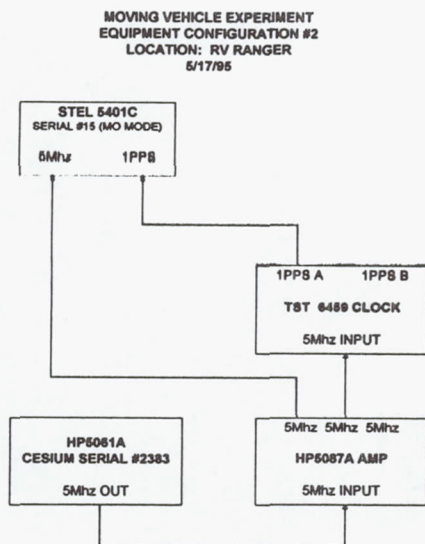 MOVING VEHICLE EXPERIMENT
EQUIPMENT CONFIGURATION #2
LOCATION: RV RANGER
5/17/95
STEL 5401C
SERIAL #15 (MO MODE)
5Mhz 1PPS
1PPS A 1PPS B
TST 6459 CLOCK
5Mhz INPUT
5Mhz 5Mhz 5Mhz
HP5087A AMP
5Mhz INPUT
HP5061A
CESIUM SERIAL #2383
5Mhz OUT